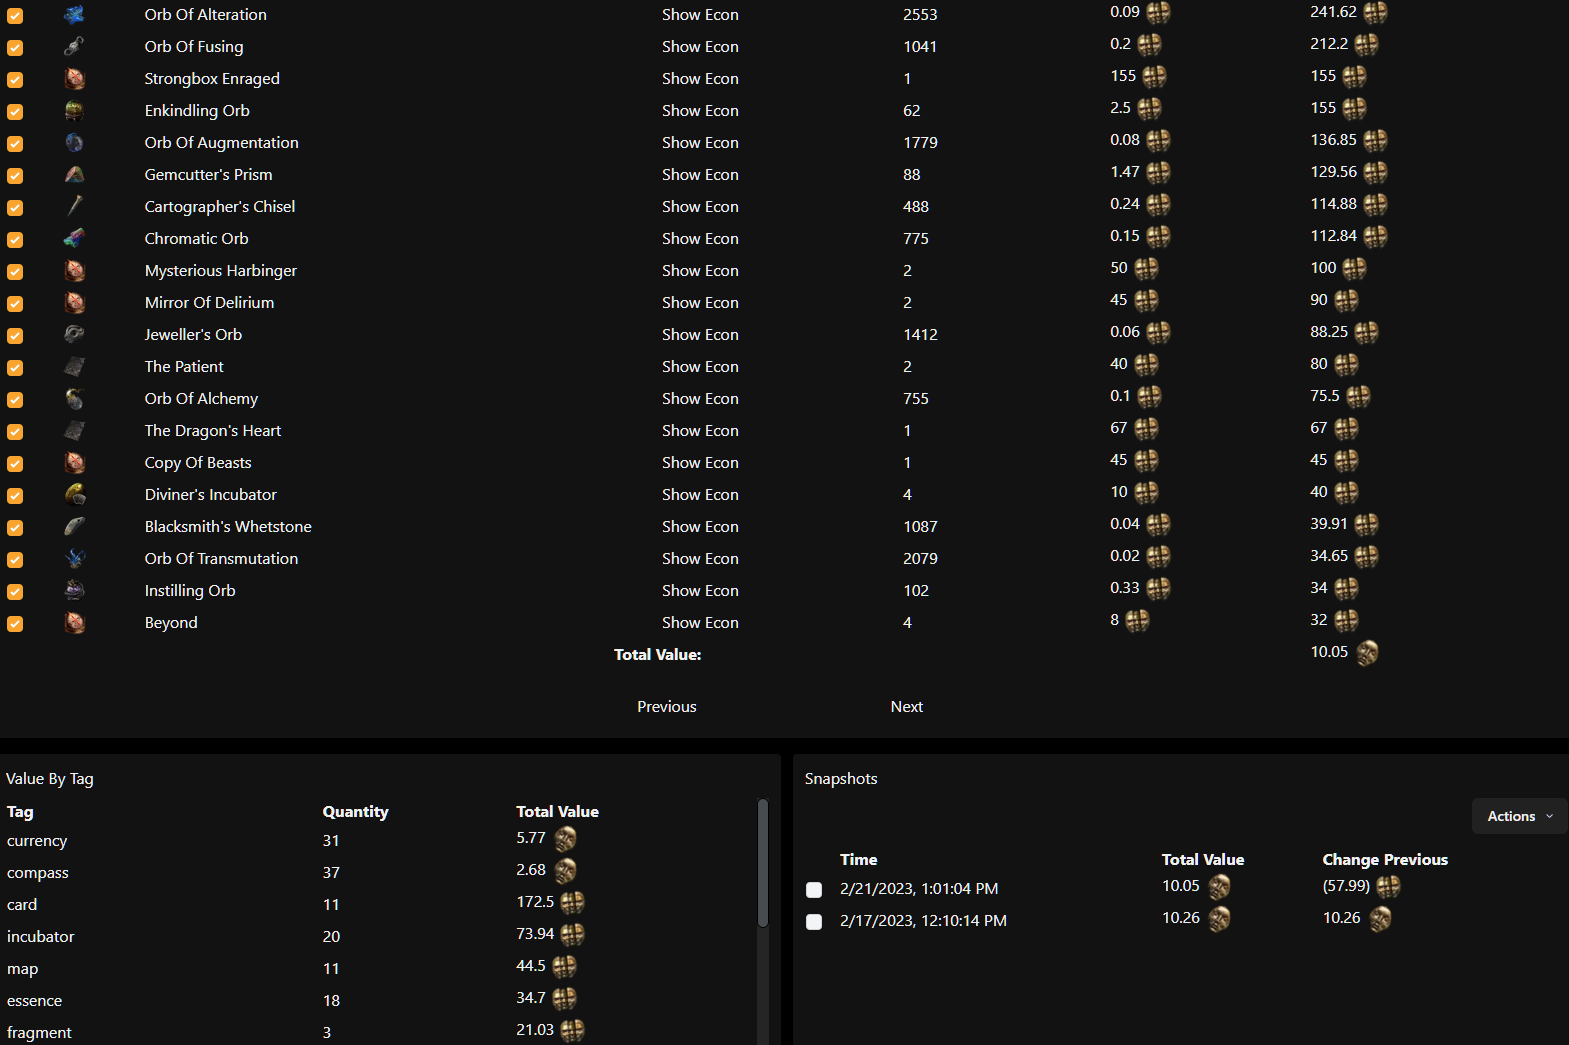 Orb Of Alteration Show Econ 2553 0.09 241.62
Orb Of Fusing Show Econ 1041 0.2 212.2
Strongbox Enraged Show Econ 1 155 155
Enkindling Orb Show Econ 62 2.5 155
Orb Of Augmentation Show Econ 1779 0.08 136.85
Gemcutter's Prism Show Econ 88 1.47 129.56
Cartographer's Chisel Show Econ 488 0.24 114.88
Chromatic Orb Show Econ 775 0.15 112.84
Mysterious Harbinger Show Econ 2 50 100
Mirror Of Delirium Show Econ 2 45 90
Jeweller's Orb Show Econ 1412 0.06 88.25
The Patient Show Econ 2 40 80
Orb Of Alchemy Show Econ 755 0.1 75.5
The Dragon's Heart Show Econ 1 67 67
Copy Of Beasts Show Econ 1 45 45
Diviner's Incubator Show Econ 4 10 40
Blacksmith's Whetstone Show Econ 1087 0.04 39.91
Orb Of Transmutation Show Econ 2079 0.02 34.65
Instilling Orb Show Econ 102 0.33 34
Beyond Show Econ 4 8 32
Total Value: 10.05
Previous Next
Value By Tag
Tag Quantity Total Value
currency 31 5.77
compass 37 2.68
card 11 172.5
incubator 20 73.94
map 11 44.5
essence 18 34.7
fragment 3 21.03
Snapshots
Actions
Time Total Value Change Previous
2/21/2023, 1:01:04 PM 10.05 (57.99)
2/17/2023, 12:10:14 PM 10.26 10.26